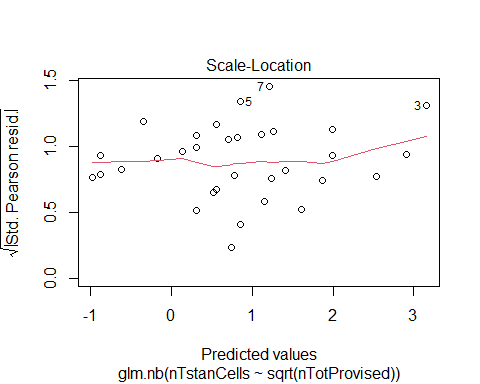 Scale-Location
√|Std. Pearson resid.|
1.5
1.0
0.5
0.0
7
5
3
-1 0 1 2 3
Predicted values
glm.nb(nTstanCells ~ sqrt(nTotProvised))